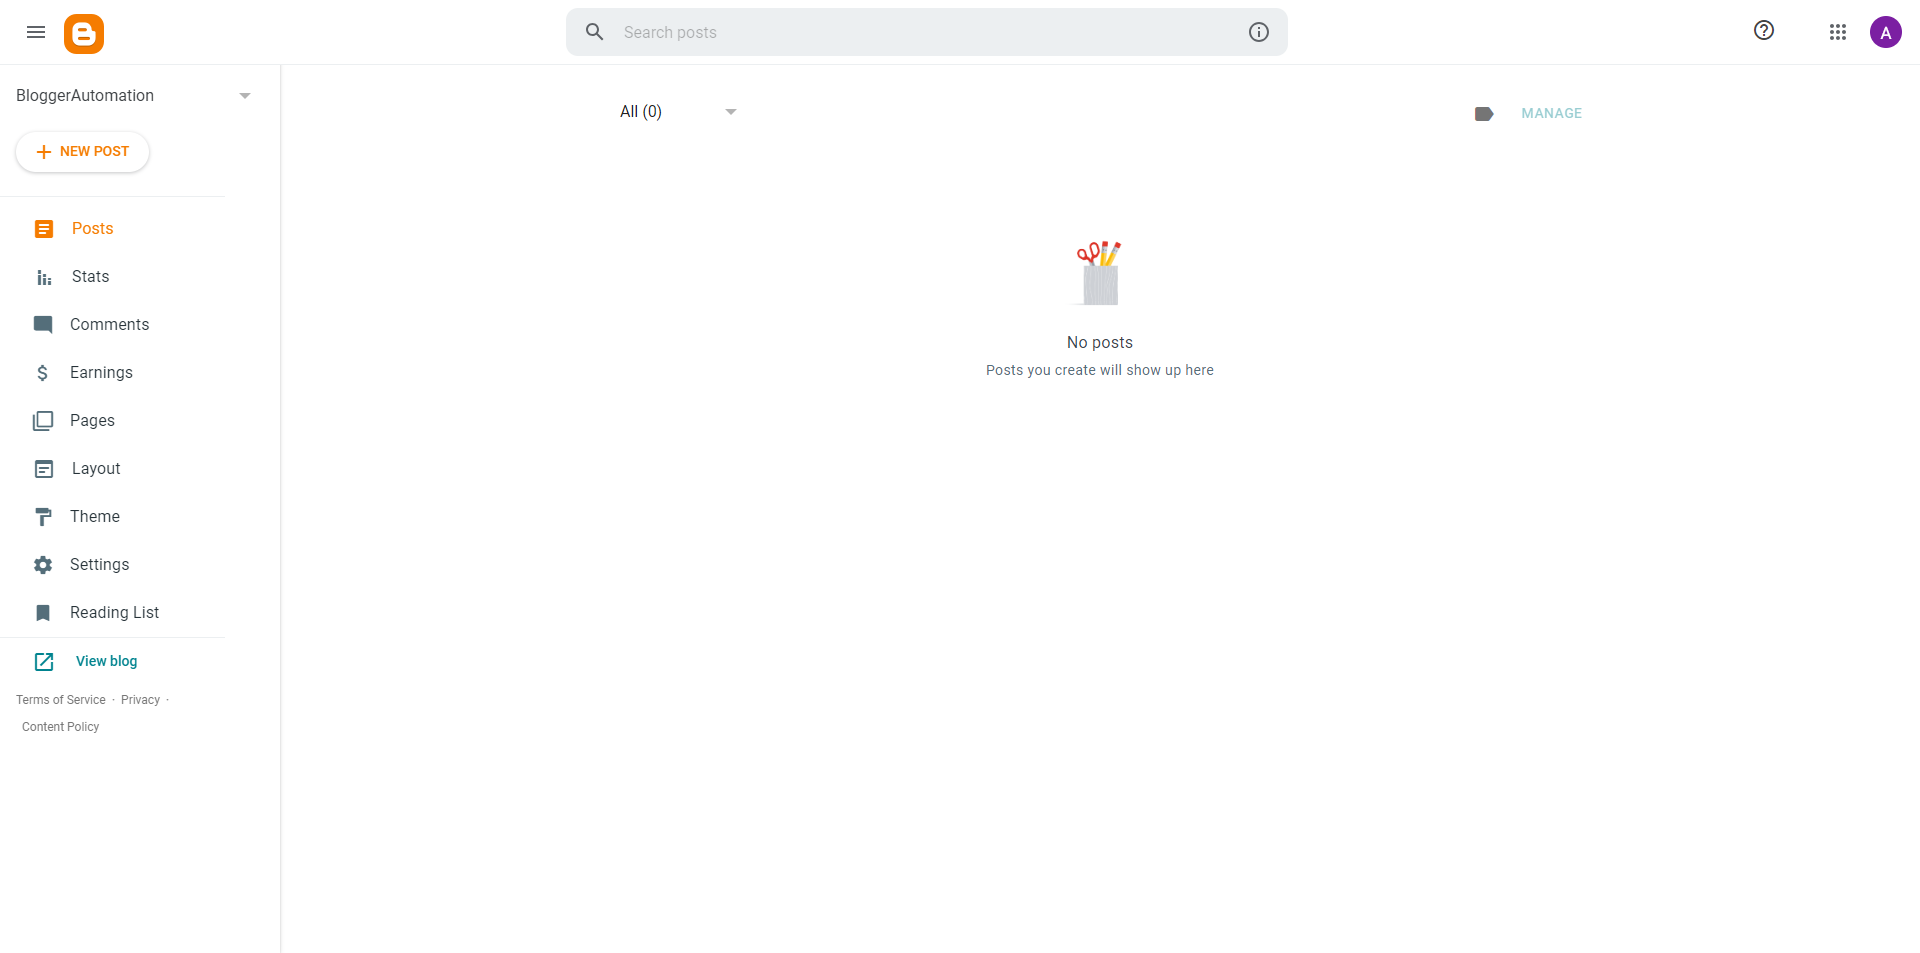 Search posts
A
BloggerAutomation
NEW POST
Posts
Stats
Comments
Earnings
Pages
Layout
Theme
Settings
Reading List
View blog
Terms of Service · Privacy ·
Content Policy
All (0)
MANAGE
No posts
Posts you create will show up here